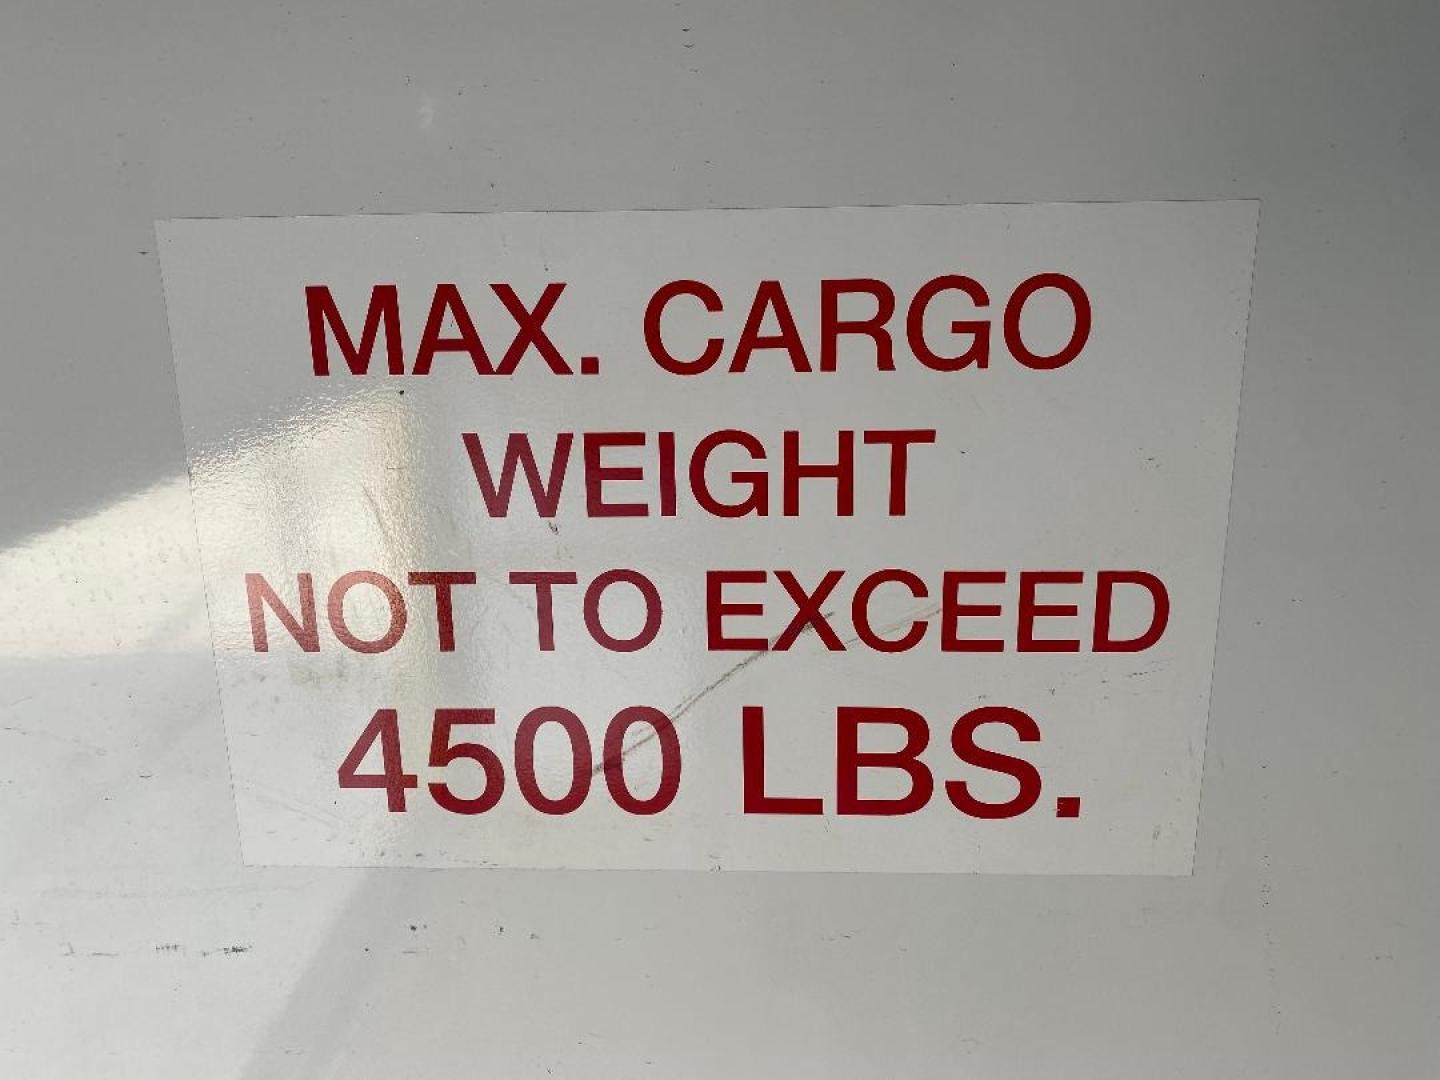 MAX. CARGO
WEIGHT
NOT TO EXCEED
4500 LBS.